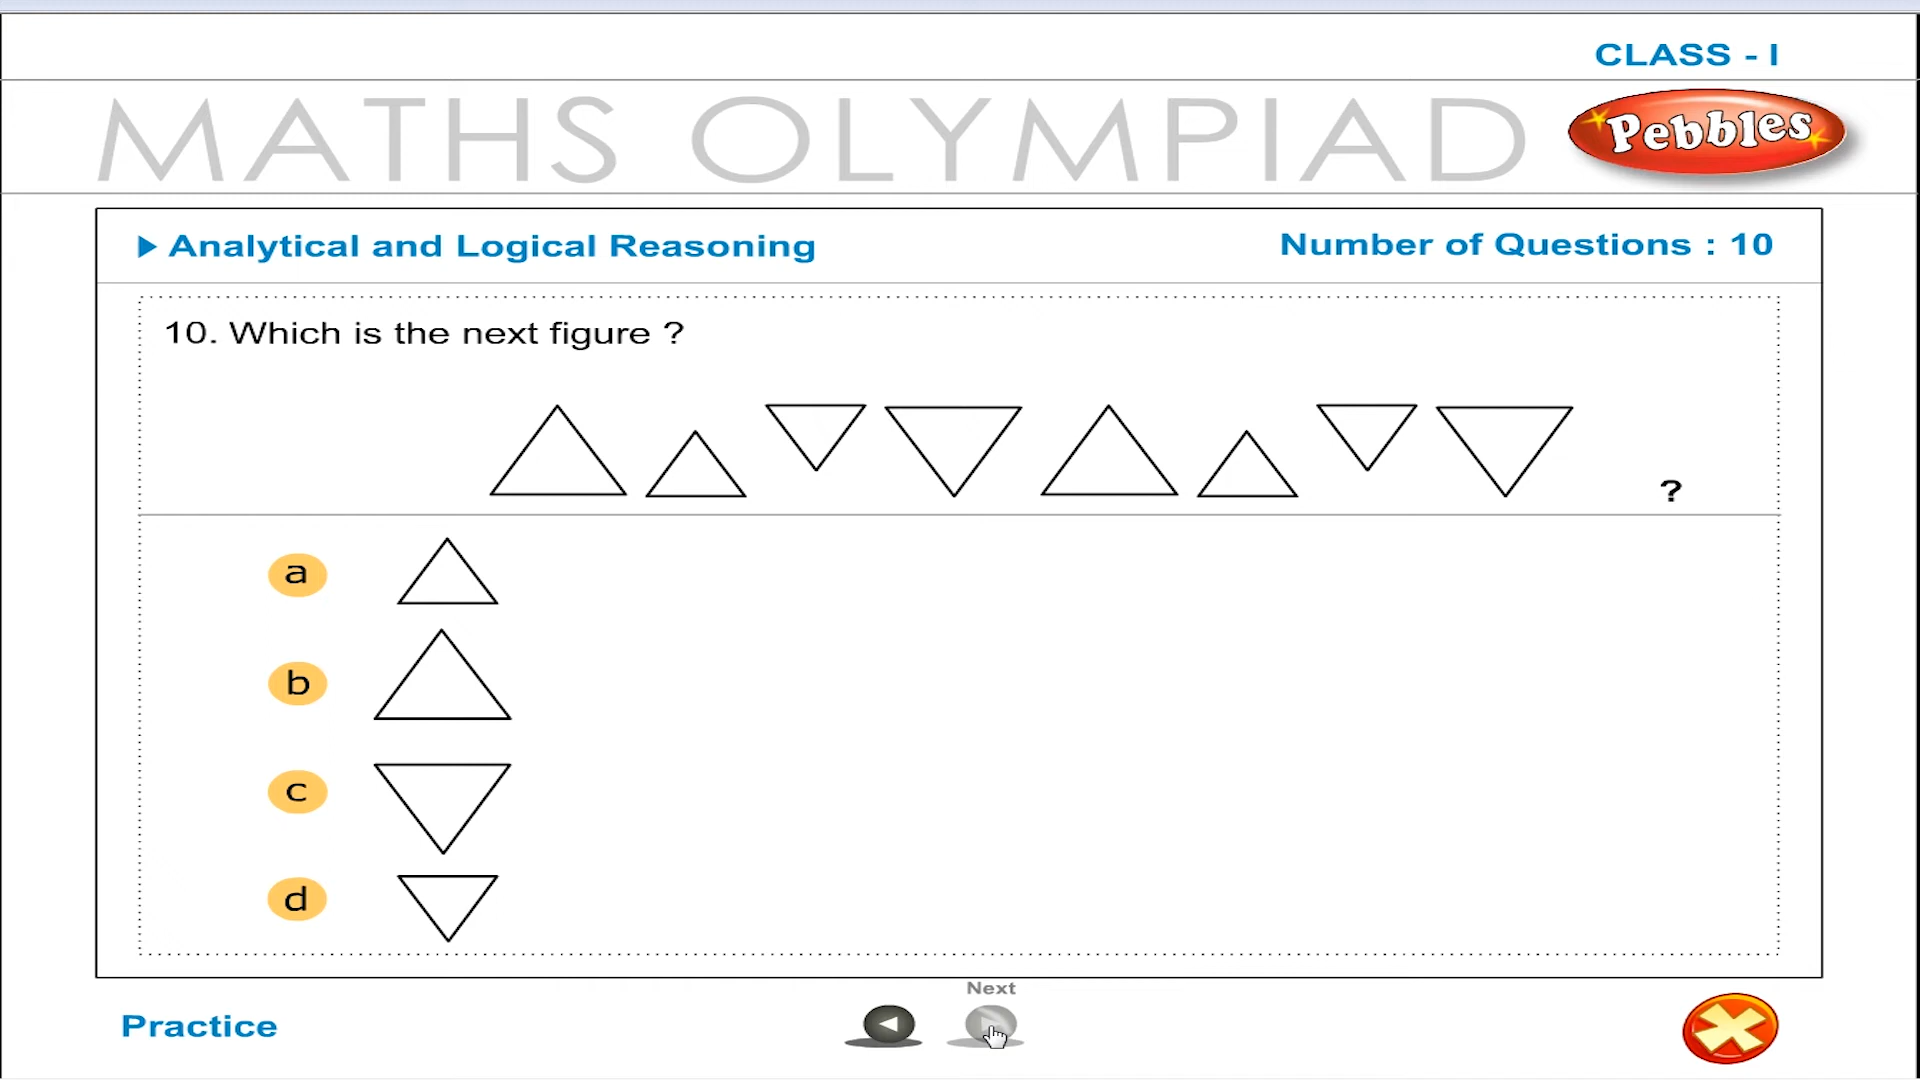 CLASS - I
MATHS OLYMPIAD
Pebbles
Analytical and Logical Reasoning
Number of Questions : 10
10. Which is the next figure ?
?
a
b
c
d
Next
Practice